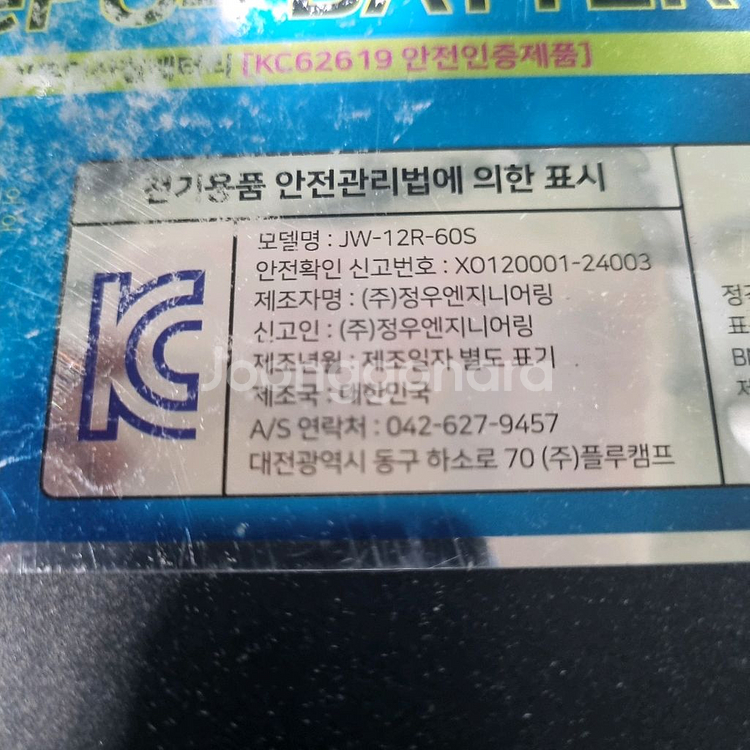 BATTER
[KC62619 안전인증제품]
전기용품 안전관리법에 의한 표시
모델명 : JW-12R-60S
안전확인 신고번호 : XO120001-24003
제조자명 : (주)정우엔지니어링
신고인 : (주)정우엔지니어링
제조년월 : 제조일자 별도 표기
제조국 : 대한민국
A/S 연락처 : 042-627-9457
대전광역시 동구 하소로 70 (주)플루캠프
Joonggonara